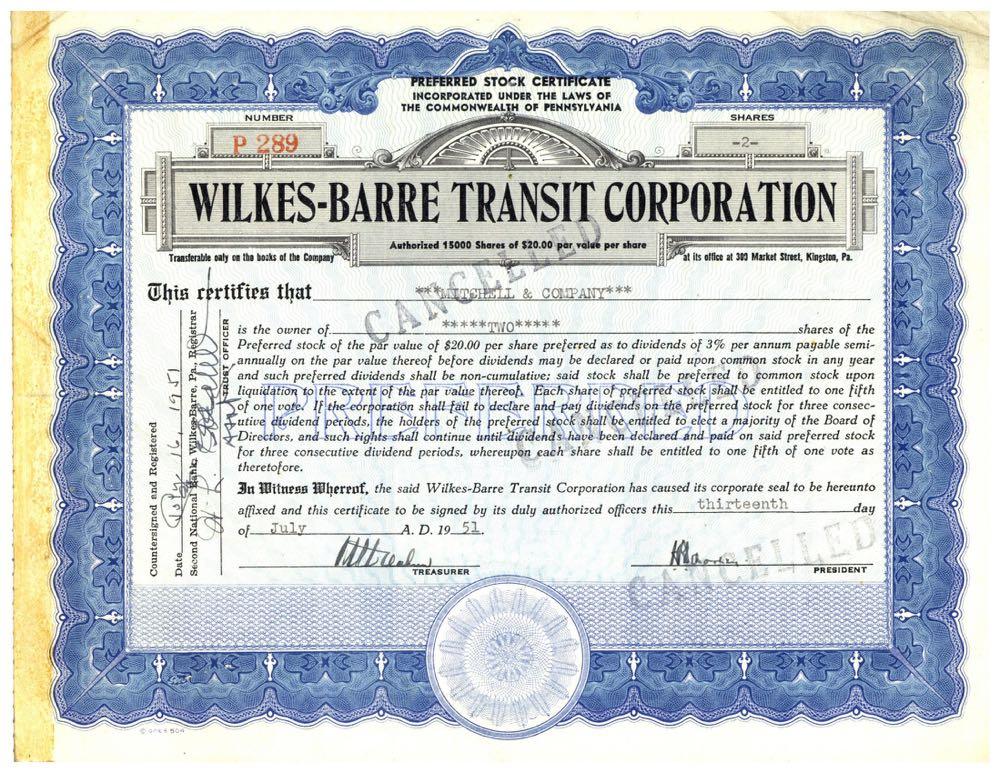 PREFERRED STOCK CERTIFICATE
INCORPORATED UNDER THE LAWS OF
THE COMMONWEALTH OF PENNSYLVANIA
NUMBER
P 289
SHARES
-2-
WILKES-BARRE TRANSIT CORPORATION
Authorized 15000 Shares of $20.00 par value per share
Transferable only on the books of the Company
at its office at 309 Market Street, Kingston, Pa.
This certifies that ***MITCHELL & COMPANY***
is the owner of *****TWO***** shares of the
Preferred stock of the par value of $20.00 per share preferred as to dividends of 3% per annum payable semi-
annually on the par value thereof before dividends may be declared or paid upon common stock in any year
and such preferred dividends shall be non-cumulative; said stock shall be preferred to common stock upon
liquidation to the extent of the par value thereof. Each share of preferred stock shall be entitled to one fifth
of one vote. If the corporation shall fail to declare and pay dividends on the preferred stock for three consec-
utive dividend periods, the holders of the preferred stock shall be entitled to elect a majority of the Board of
Directors, and such rights shall continue until dividends have been declared and paid on said preferred stock
for three consecutive dividend periods, whereupon each share shall be entitled to one fifth of one vote as
theretofore.
PREFERRED
In Witness Whereof, the said Wilkes-Barre Transit Corporation has caused its corporate seal to be hereunto
affixed and this certificate to be signed by its duly authorized officers this thirteenth day
of July A. D. 19 51.
TREASURER
PRESIDENT
CANCELLED
CANCELLED
CANCELLED
Countersigned and Registered
Date July 16, 1951
Second National Bank, Wilkes-Barre, Pa., Registrar
TRUST OFFICER